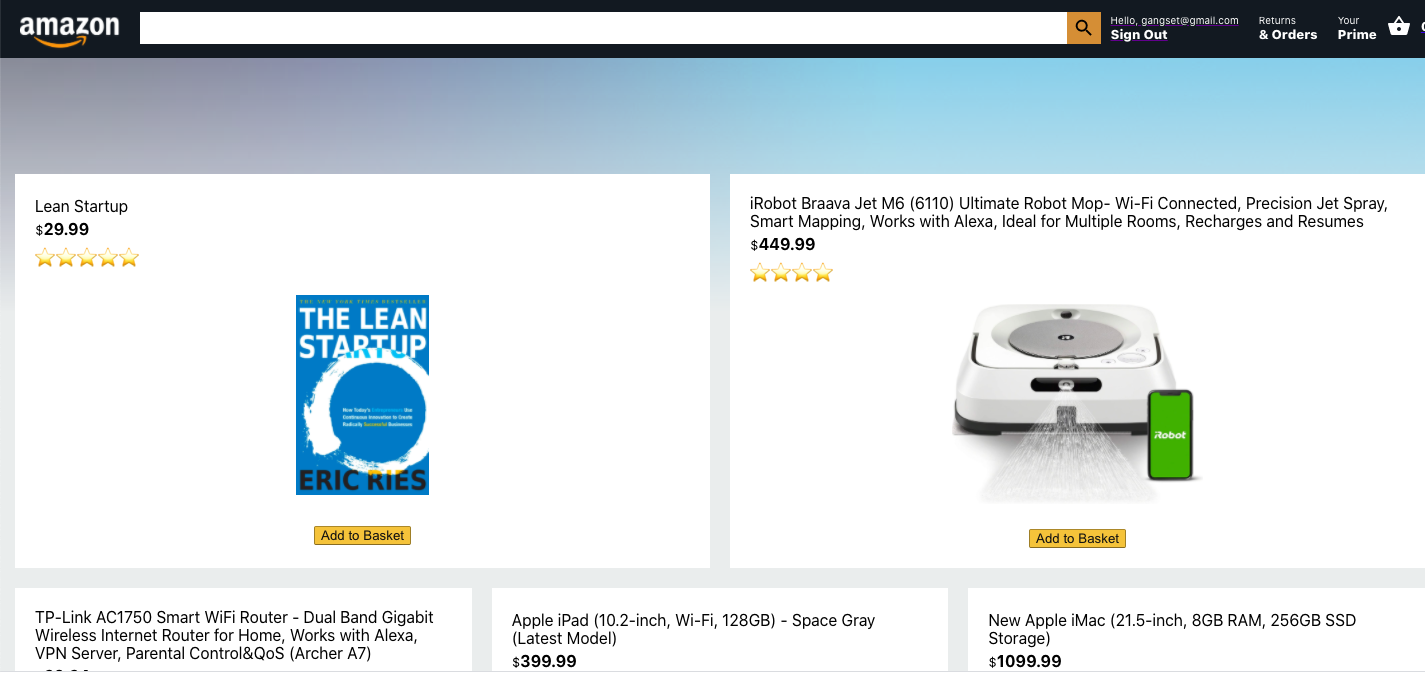 amazon
Hello, gangset@gmail.com
Sign Out
Returns
& Orders
Your
Prime
Lean Startup
$29.99
THE NEW YORK TIMES BESTSELLER
THE LEAN
STARTUP
How Today's Entrepreneurs Use
Continuous Innovation to Create
Radically Successful Businesses
ERIC RIES
Add to Basket
iRobot Braava Jet M6 (6110) Ultimate Robot Mop- Wi-Fi Connected, Precision Jet Spray,
Smart Mapping, Works with Alexa, Ideal for Multiple Rooms, Recharges and Resumes
$449.99
iRobot
Add to Basket
TP-Link AC1750 Smart WiFi Router - Dual Band Gigabit
Wireless Internet Router for Home, Works with Alexa,
VPN Server, Parental Control&QoS (Archer A7)
Apple iPad (10.2-inch, Wi-Fi, 128GB) - Space Gray
(Latest Model)
$399.99
New Apple iMac (21.5-inch, 8GB RAM, 256GB SSD
Storage)
$1099.99